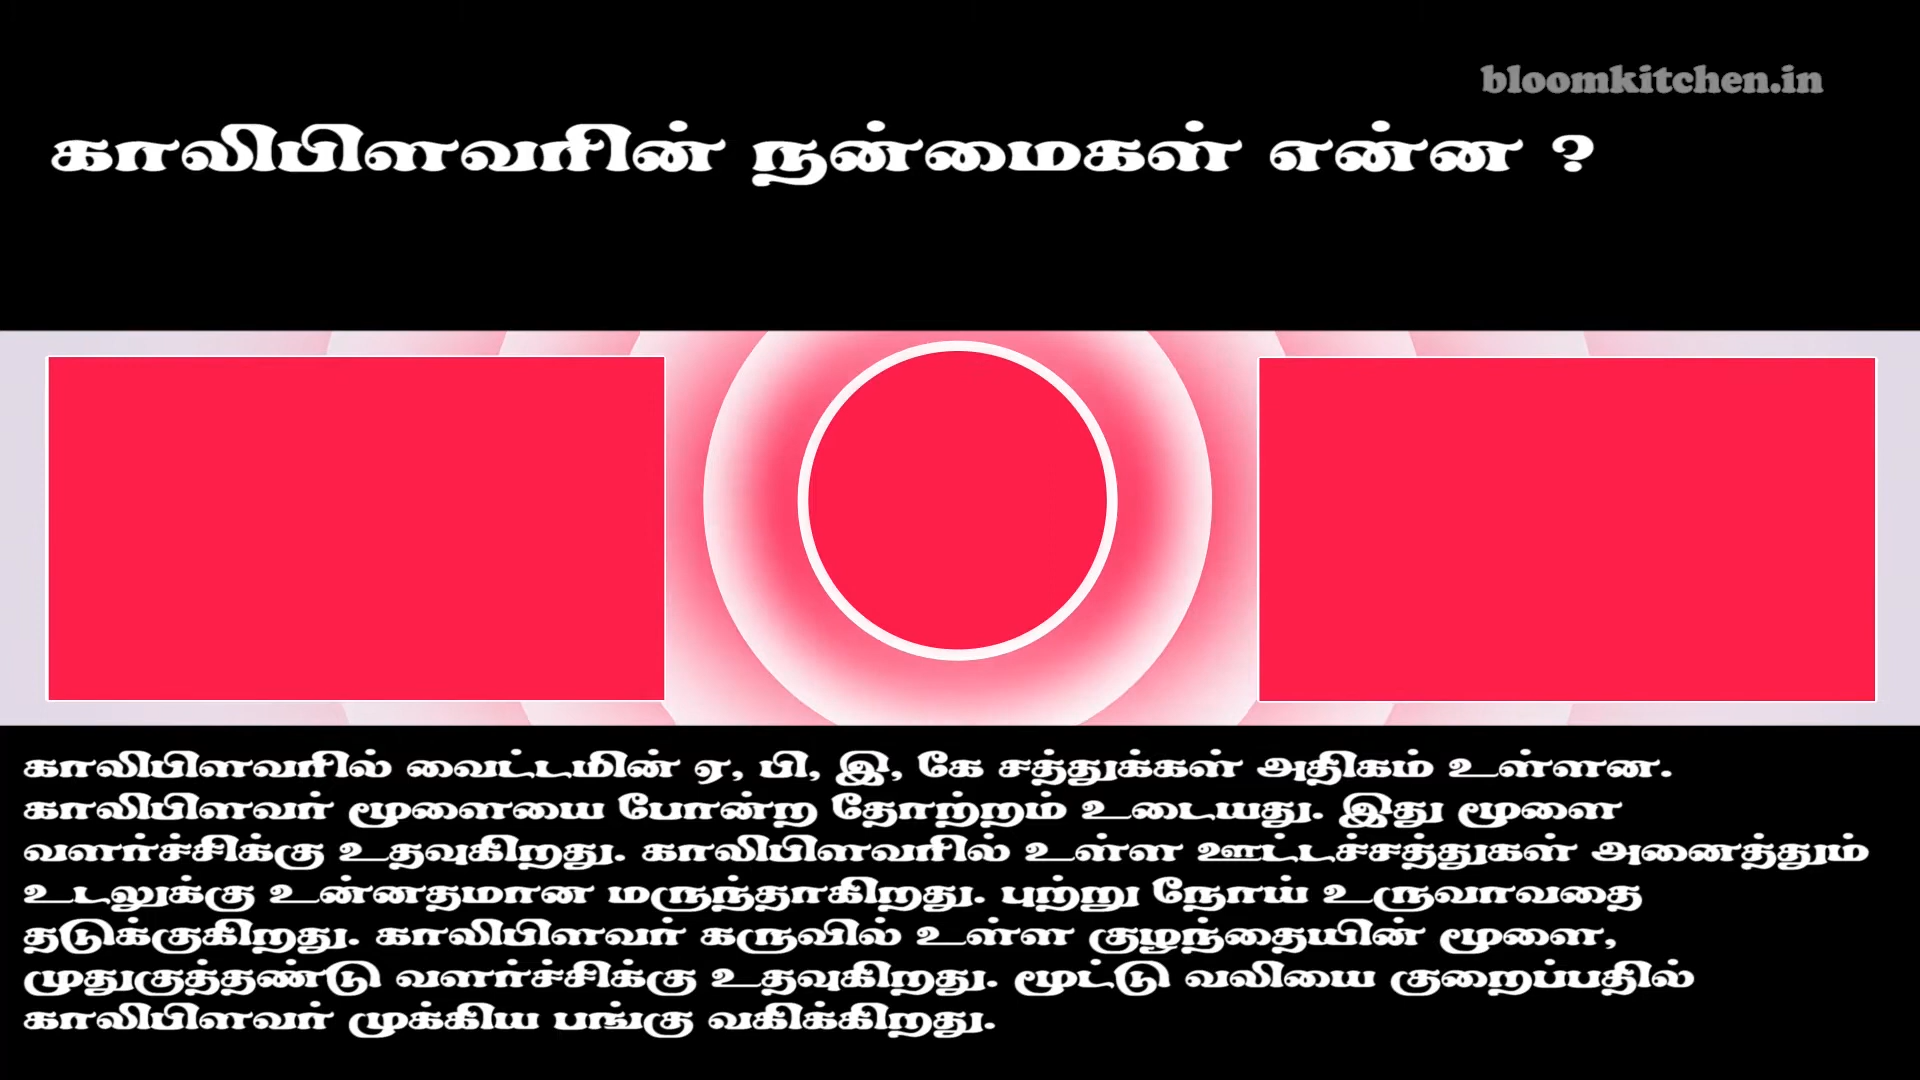 bloomkitchen.in
காலிபிளவரின் நன்மைகள் என்ன ?
காலிபிளவரில் வைட்டமின் ஏ, பி, இ, கே சத்துக்கள் அதிகம் உள்ளன.
காலிபிளவர் மூளையை போன்ற தோற்றம் உடையது. இது மூளை
வளர்ச்சிக்கு உதவுகிறது. காலிபிளவரில் உள்ள ஊட்டச்சத்துகள் அனைத்தும்
உடலுக்கு உன்னதமான மருந்தாகிறது. புற்று நோய் உருவாவதை
தடுக்குகிறது. காலிபிளவர் கருவில் உள்ள குழந்தையின் மூளை,
முதுகுத்தண்டு வளர்ச்சிக்கு உதவுகிறது. மூட்டு வலியை குறைப்பதில்
காலிபிளவர் முக்கிய பங்கு வகிக்கிறது.